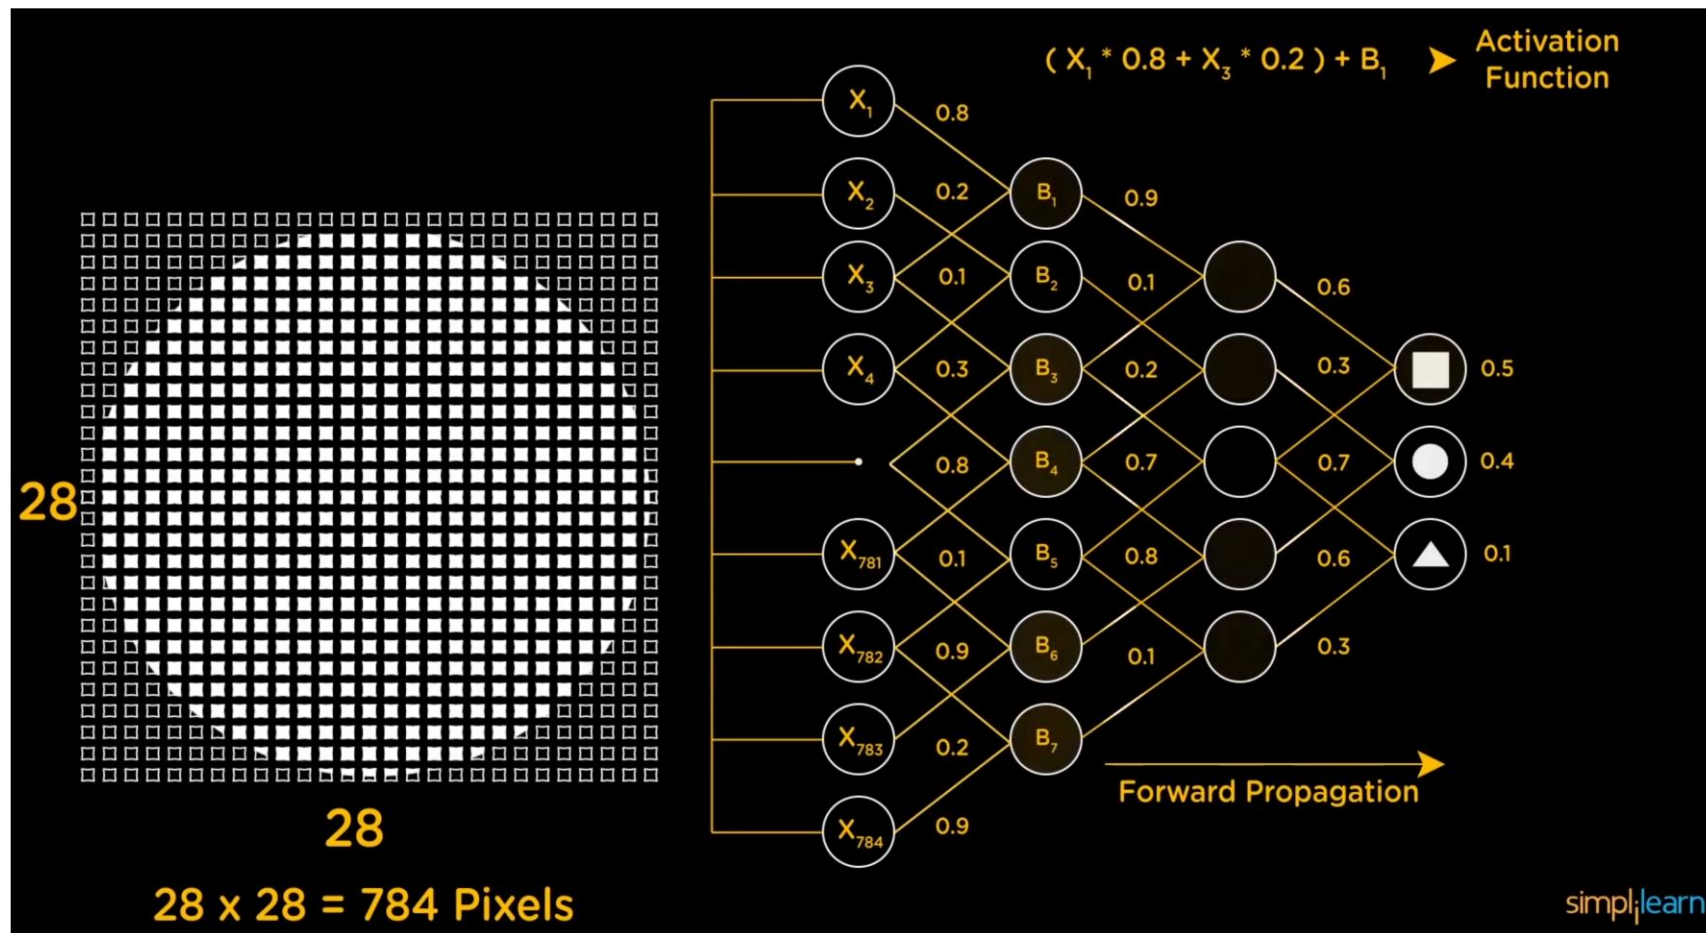 ( X₁ * 0.8 + X₃ * 0.2 ) + B₁
Activation
Function
X₁
0.8
X₂
0.2
B₁
0.9
X₃
0.1
B₂
0.1
0.6
X₄
0.3
B₃
0.2
0.3
0.5
0.8
B₄
0.7
0.7
0.4
X₇₈₁
0.1
B₅
0.8
0.6
0.1
X₇₈₂
0.9
B₆
0.1
0.3
X₇₈₃
0.2
B₇
X₇₈₄
0.9
Forward Propagation
28
28
28 x 28 = 784 Pixels
simplilearn